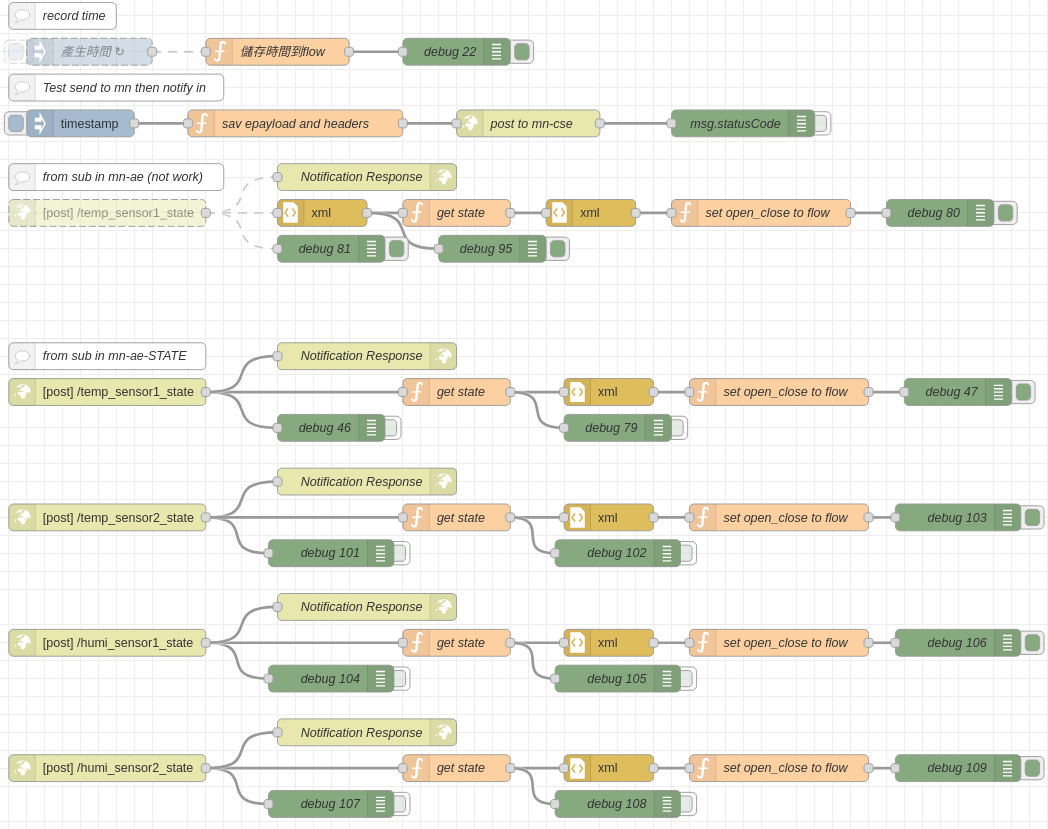 record time
產生時間 ↻
儲存時間到flow
debug 22
Test send to mn then notify in
timestamp
sav epayload and headers
post to mn-cse
msg.statusCode
from sub in mn-ae (not work)
Notification Response
[post] /temp_sensor1_state
xml
get state
xml
set open_close to flow
debug 80
debug 81
debug 95
from sub in mn-ae-STATE
Notification Response
[post] /temp_sensor1_state
get state
xml
set open_close to flow
debug 47
debug 46
debug 79
Notification Response
[post] /temp_sensor2_state
get state
xml
set open_close to flow
debug 103
debug 101
debug 102
Notification Response
[post] /humi_sensor1_state
get state
xml
set open_close to flow
debug 106
debug 104
debug 105
Notification Response
[post] /humi_sensor2_state
get state
xml
set open_close to flow
debug 109
debug 107
debug 108